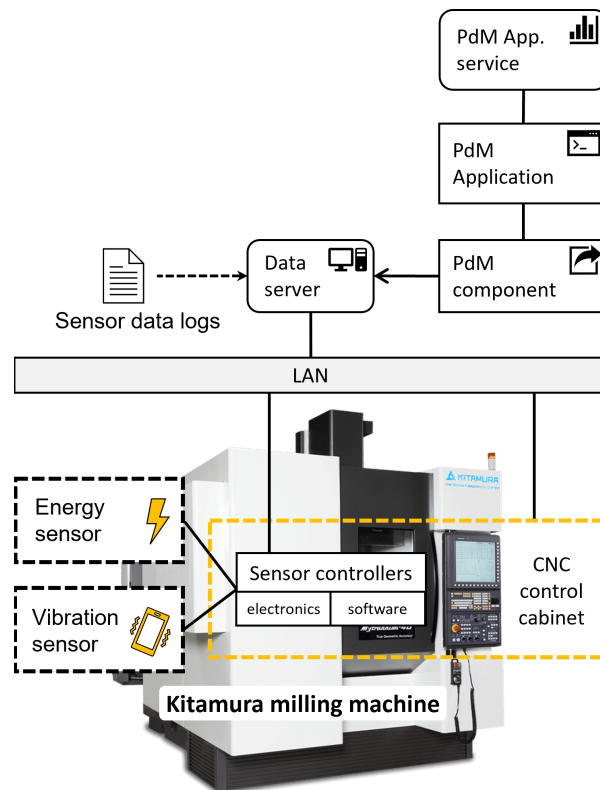 PdM App.
service
PdM
Application
Data
server
PdM
component
Sensor data logs
LAN
KITAMURA
Energy
sensor
Sensor controllers
electronics
software
CNC
control
cabinet
Vibration
sensor
Kitamura milling machine